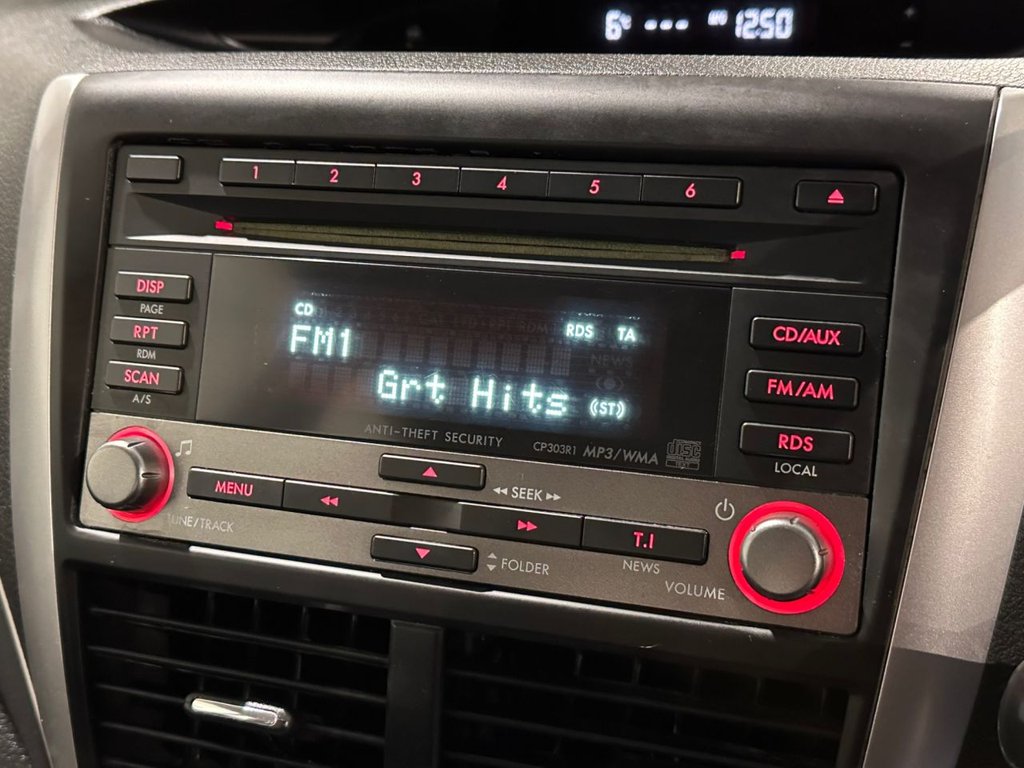 6°C --- 12:50
1 2 3 4 5 6
DISP
PAGE
RPT
RDM
SCAN
A/S
CD
FM1
RDS TA
NEWS
Grt Hits (ST)
ANTI-THEFT SECURITY
CP303R1 MP3/WMA
CD/AUX
FM/AM
RDS
LOCAL
MENU
SEEK
TUNE/TRACK
T.I
NEWS
FOLDER
VOLUME